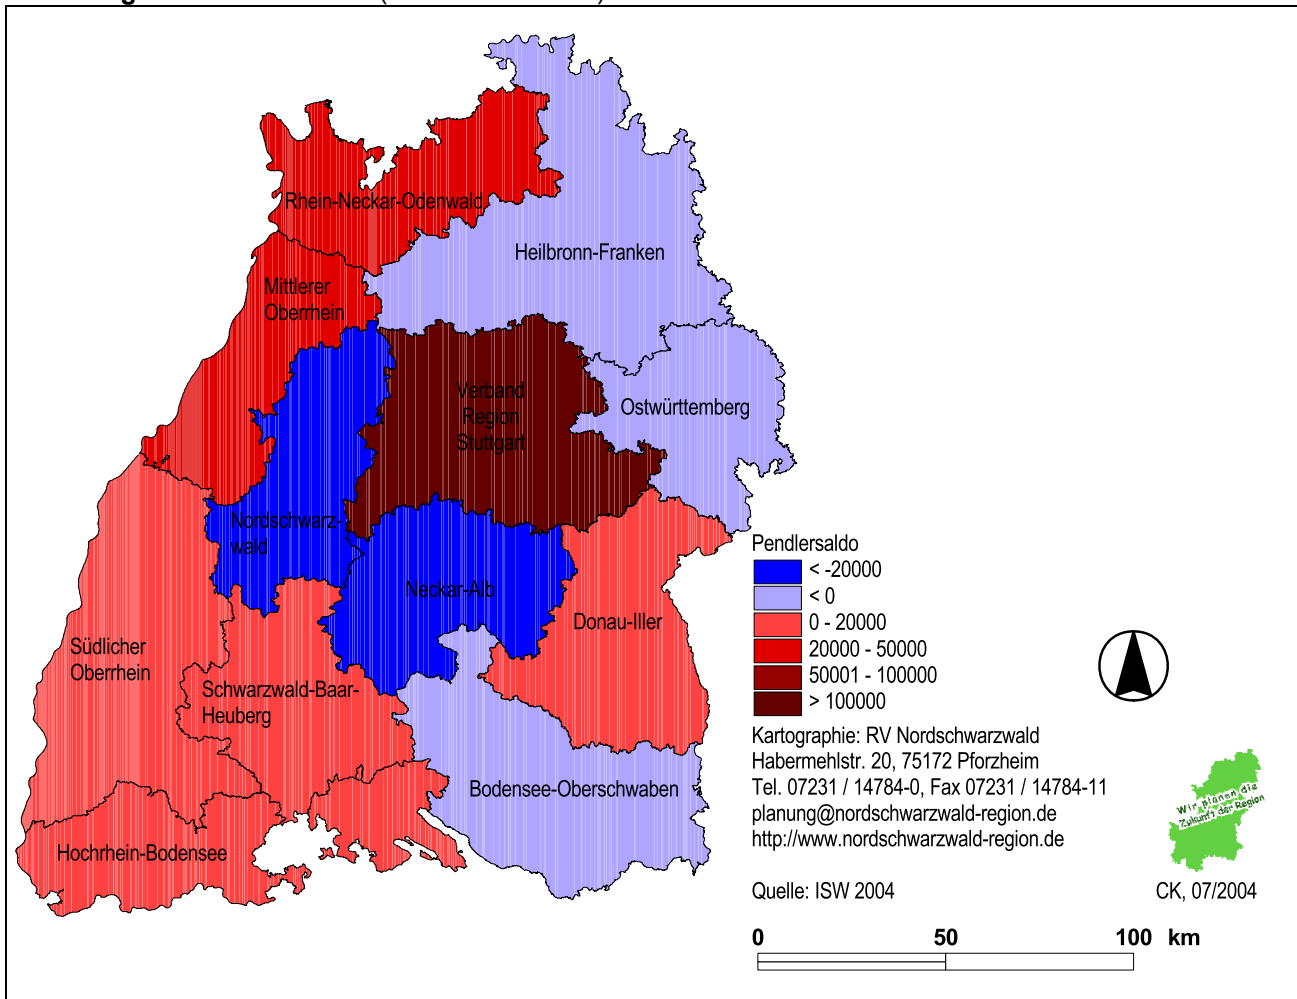 Rhein-Neckar-Odenwald
Heilbronn-Franken
Mittlerer
Oberrhein
Verband
Region
Stuttgart
Ostwürttemberg
Nordschwarz-
wald
Neckar-Alb
Donau-Iller
Südlicher
Oberrhein
Schwarzwald-Baar-
Heuberg
Bodensee-Oberschwaben
Hochrhein-Bodensee
Pendlersaldo
< -20000
< 0
0 - 20000
20000 - 50000
50001 - 100000
> 100000
Kartographie: RV Nordschwarzwald
Habermehlstr. 20, 75172 Pforzheim
Tel. 07231 / 14784-0, Fax 07231 / 14784-11
planung@nordschwarzwald-region.de
http://www.nordschwarzwald-region.de
Wir planen die
Zukunft der Region
Quelle: ISW 2004
CK, 07/2004
0 50 100 km